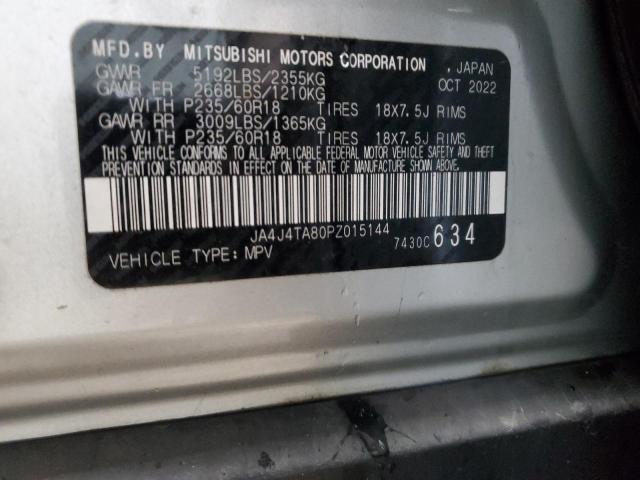 MFD.BY MITSUBISHI MOTORS CORPORATION , JAPAN
GVWR 5192LBS/2355KG OCT 2022
GAWR FR 2668LBS/1210KG
WITH P235/60R18 TIRES 18X7.5J RIMS
GAWR RR 3009LBS/1365KG
WITH P235/60R18 TIRES 18X7.5J RIMS
THIS VEHICLE CONFORMS TO ALL APPLICABLE FEDERAL MOTOR VEHICLE SAFETY AND THEFT
PREVENTION STANDARDS IN EFFECT ON THE DATE OF MANUFACTURE SHOWN ABOVE.
JA4J4TA80PZ015144 7430C 634
VEHICLE TYPE: MPV